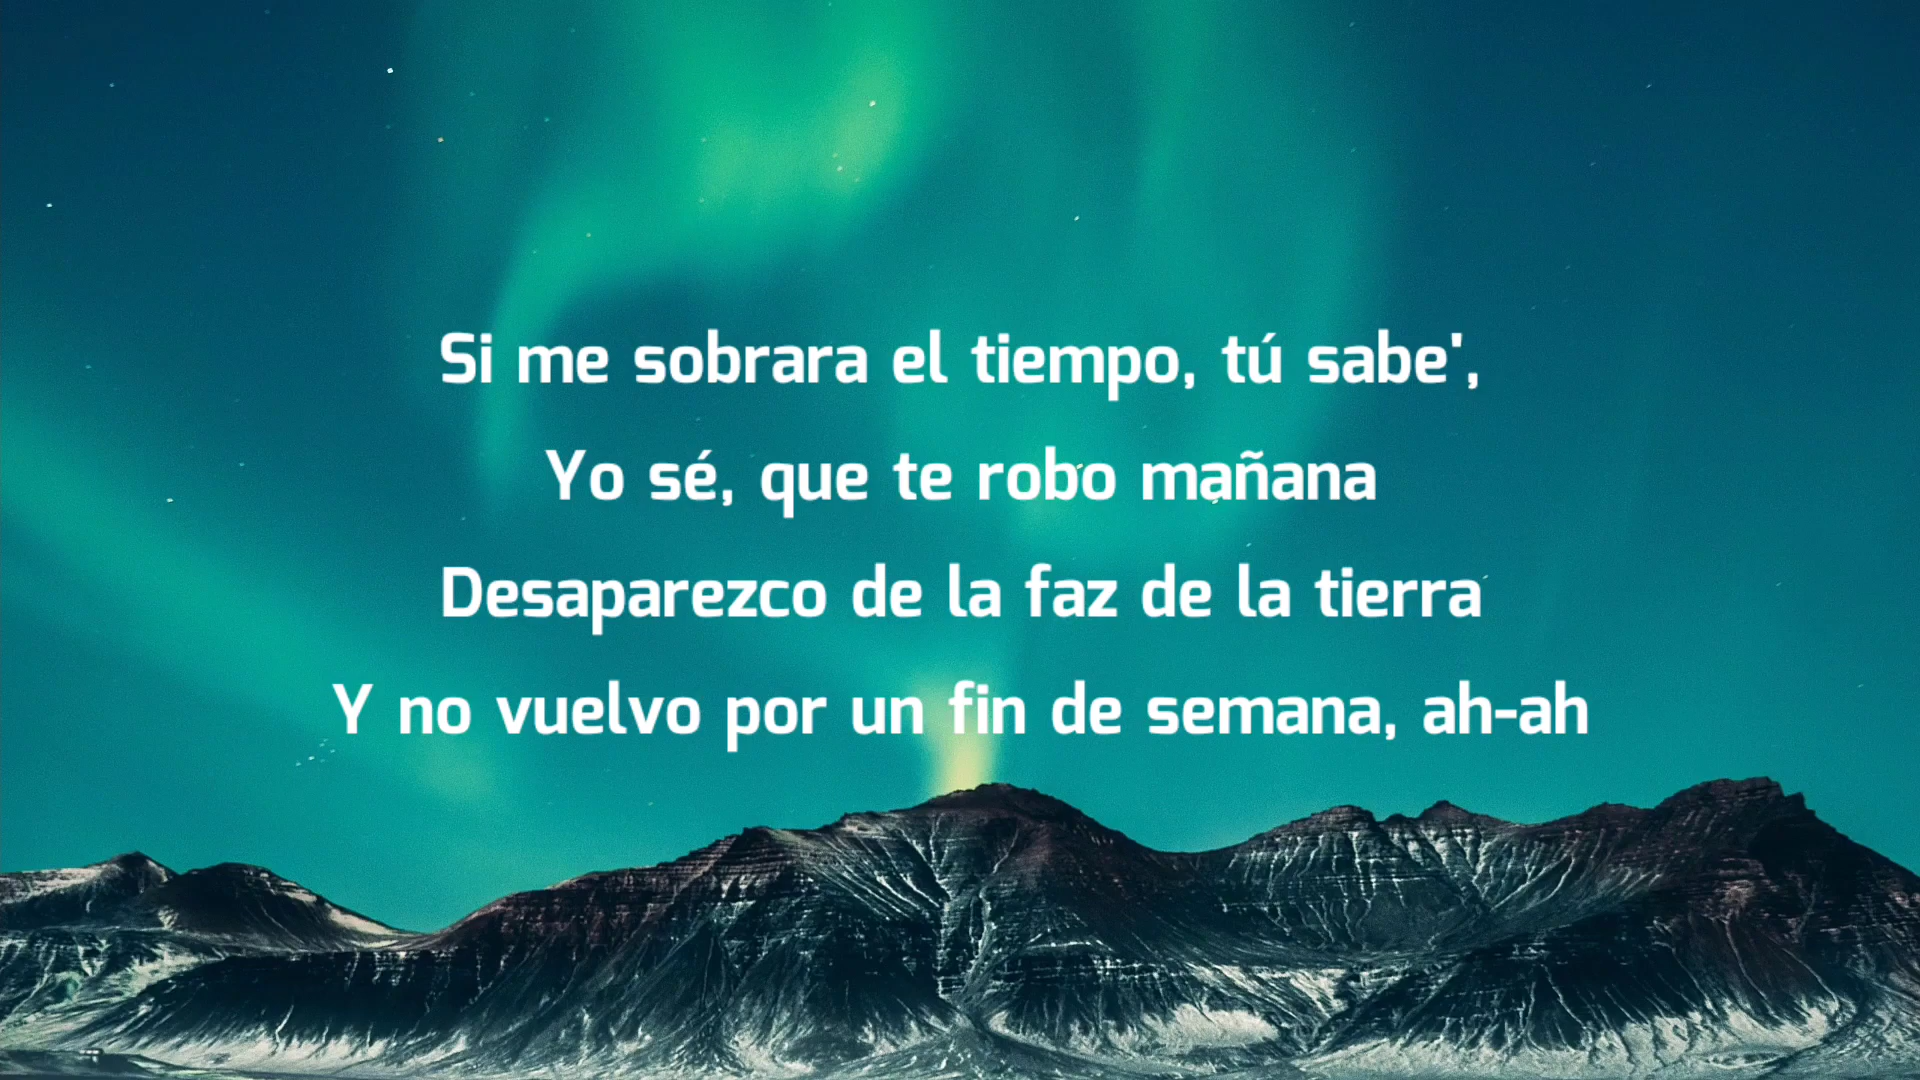 Si me sobrara el tiempo, tú sabe',
Yo sé, que te robo mañana
Desaparezco de la faz de la tierra
Y no vuelvo por un fin de semana, ah-ah